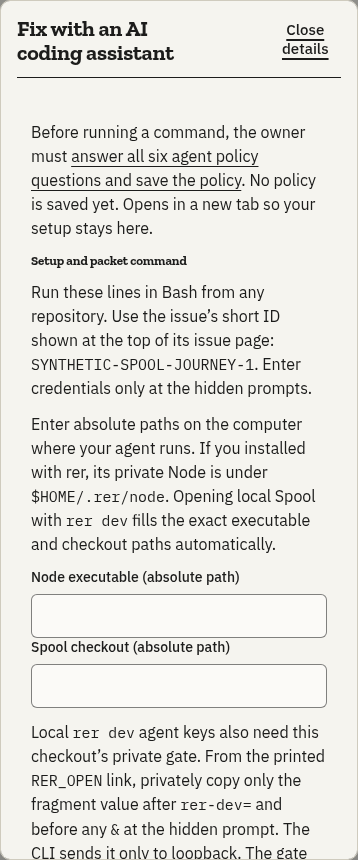 Fix with an AI
coding assistant
Close
details
Before running a command, the owner
must answer all six agent policy
questions and save the policy. No policy
is saved yet. Opens in a new tab so your
setup stays here.
Setup and packet command
Run these lines in Bash from any
repository. Use the issue’s short ID
shown at the top of its issue page:
SYNTHETIC-SPOOL-JOURNEY-1. Enter
credentials only at the hidden prompts.
Enter absolute paths on the computer
where your agent runs. If you installed
with rer, its private Node is under
$HOME/.rer/node. Opening local Spool
with rer dev fills the exact executable
and checkout paths automatically.
Node executable (absolute path)
Spool checkout (absolute path)
Local rer dev agent keys also need this
checkout’s private gate. From the printed
RER_OPEN link, privately copy only the
fragment value after rer-dev= and
before any & at the hidden prompt. The
CLI sends it only to loopback. The gate